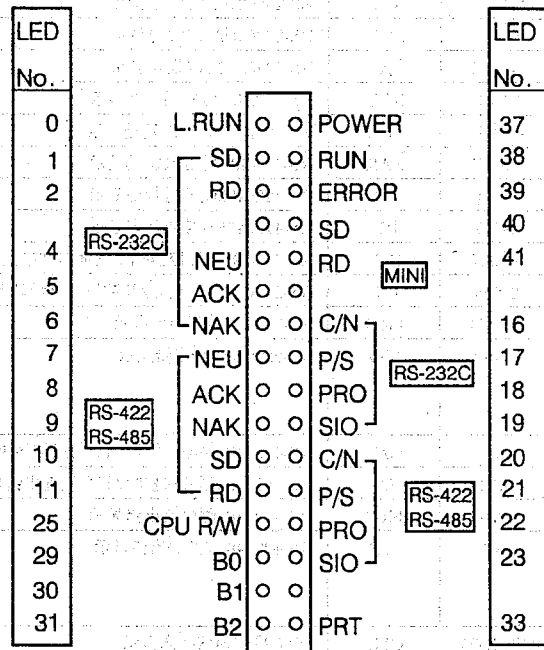 LED LED
No. No.
0 L.RUN POWER 37
1 SD RUN 38
2 RD ERROR 39
SD 40
RS-232C
4 NEU RD 41
MINI
5 ACK
6 NAK C/N 16
7 NEU P/S 17
RS-232C
8 ACK PRO 18
RS-422
9 NAK SIO 19
RS-485
10 SD C/N 20
11 RD P/S RS-422 21
25 CPU R/W PRO RS-485 22
29 B0 SIO 23
30 B1
31 B2 PRT 33